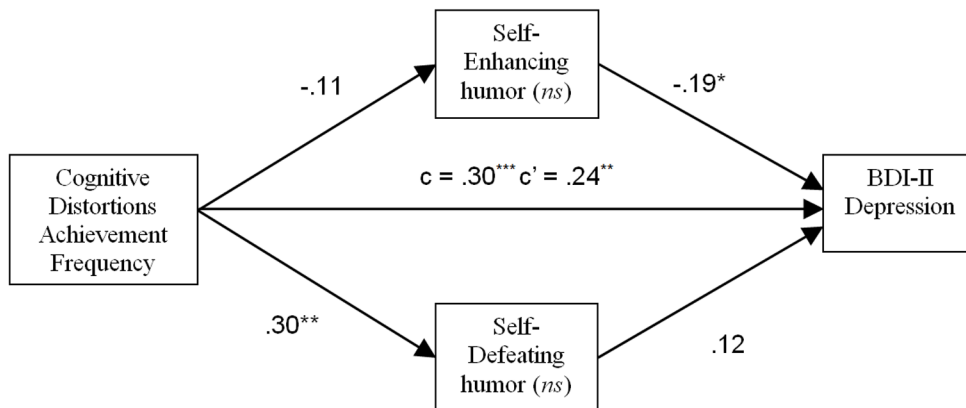 Self-
Enhancing
humor (ns)
-.11
-.19*
c = .30*** c' = .24**
Cognitive
Distortions
Achievement
Frequency
BDI-II
Depression
.30**
Self-
Defeating
humor (ns)
.12